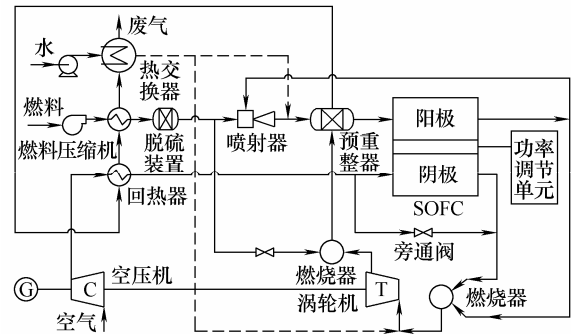 废气
水
热交
换器
燃料
燃料压缩机
脱硫
装置
喷射器
预重
整器
阳极
阴极
SOFC
功率
调节
单元
回热器
旁通阀
燃烧器
燃烧器
空压机
涡轮机
G
C
T
空气